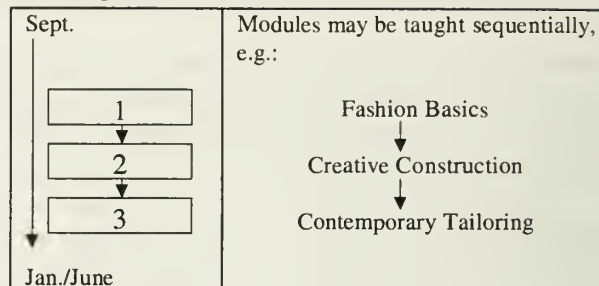 Sept.
1
2
3
Jan./June
Modules may be taught sequentially,
e.g.:
Fashion Basics
Creative Construction
Contemporary Tailoring